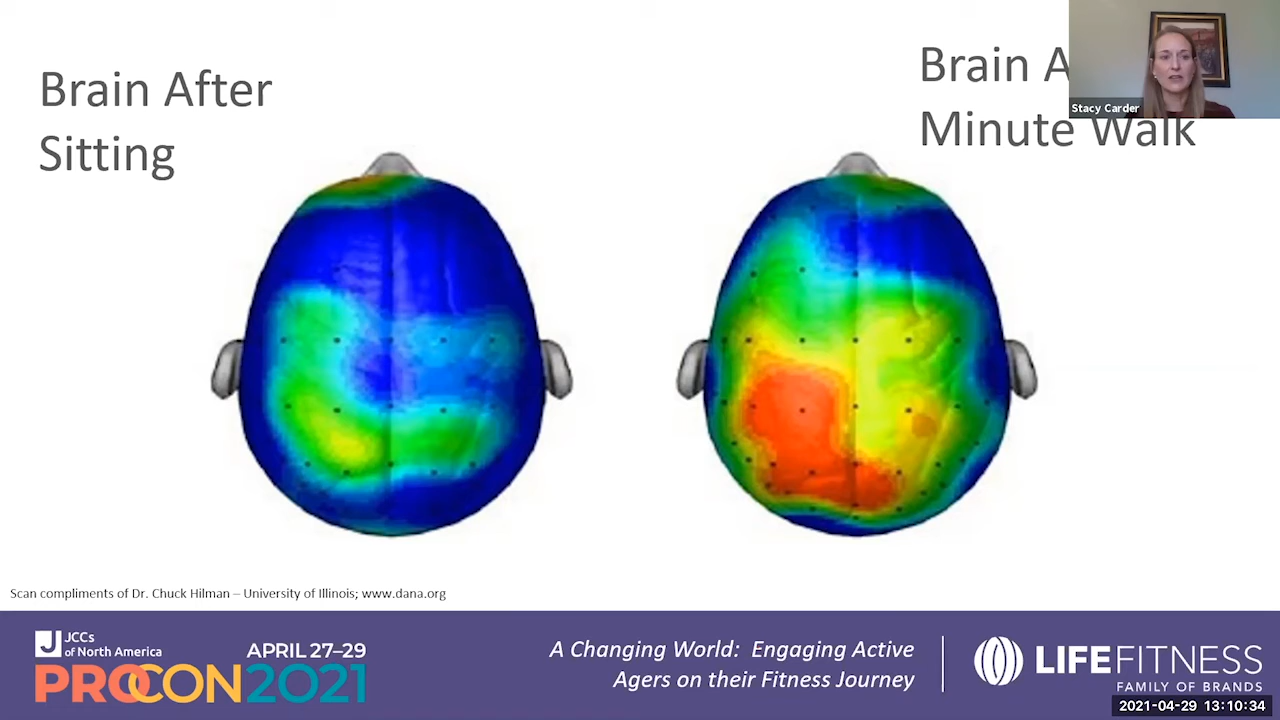 Brain After
Sitting
Brain A
Minute Walk
Stacy Carder
Scan compliments of Dr. Chuck Hilman – University of Illinois; www.dana.org
J JCCs
of North America
APRIL 27–29
PROCON2021
A Changing World: Engaging Active
Agers on their Fitness Journey
LIFEFITNESS
FAMILY OF BRANDS
2021-04-29 13:10:34